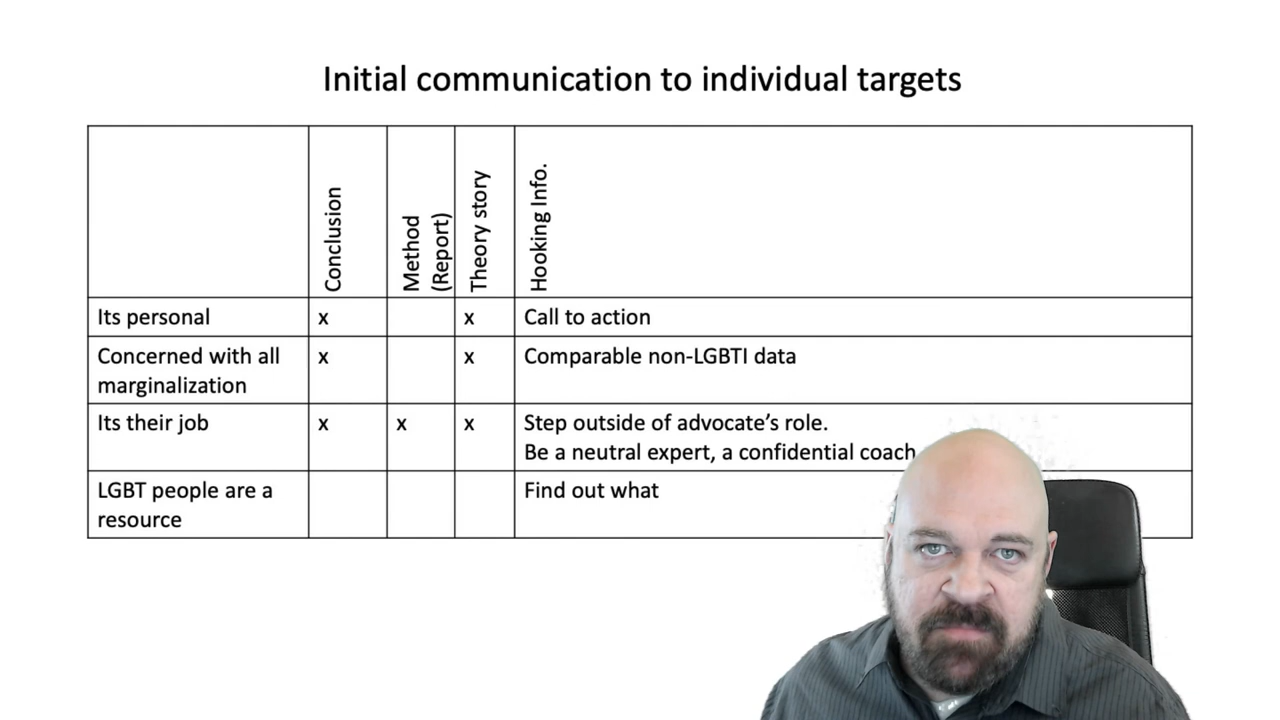 Initial communication to individual targets
Conclusion
Method
(Report)
Theory story
Hooking Info.
Its personal x x Call to action
Concerned with all x x Comparable non-LGBTI data
marginalization
Its their job x x x Step outside of advocate’s role.
Be a neutral expert, a confidential coach
LGBT people are a Find out what
resource